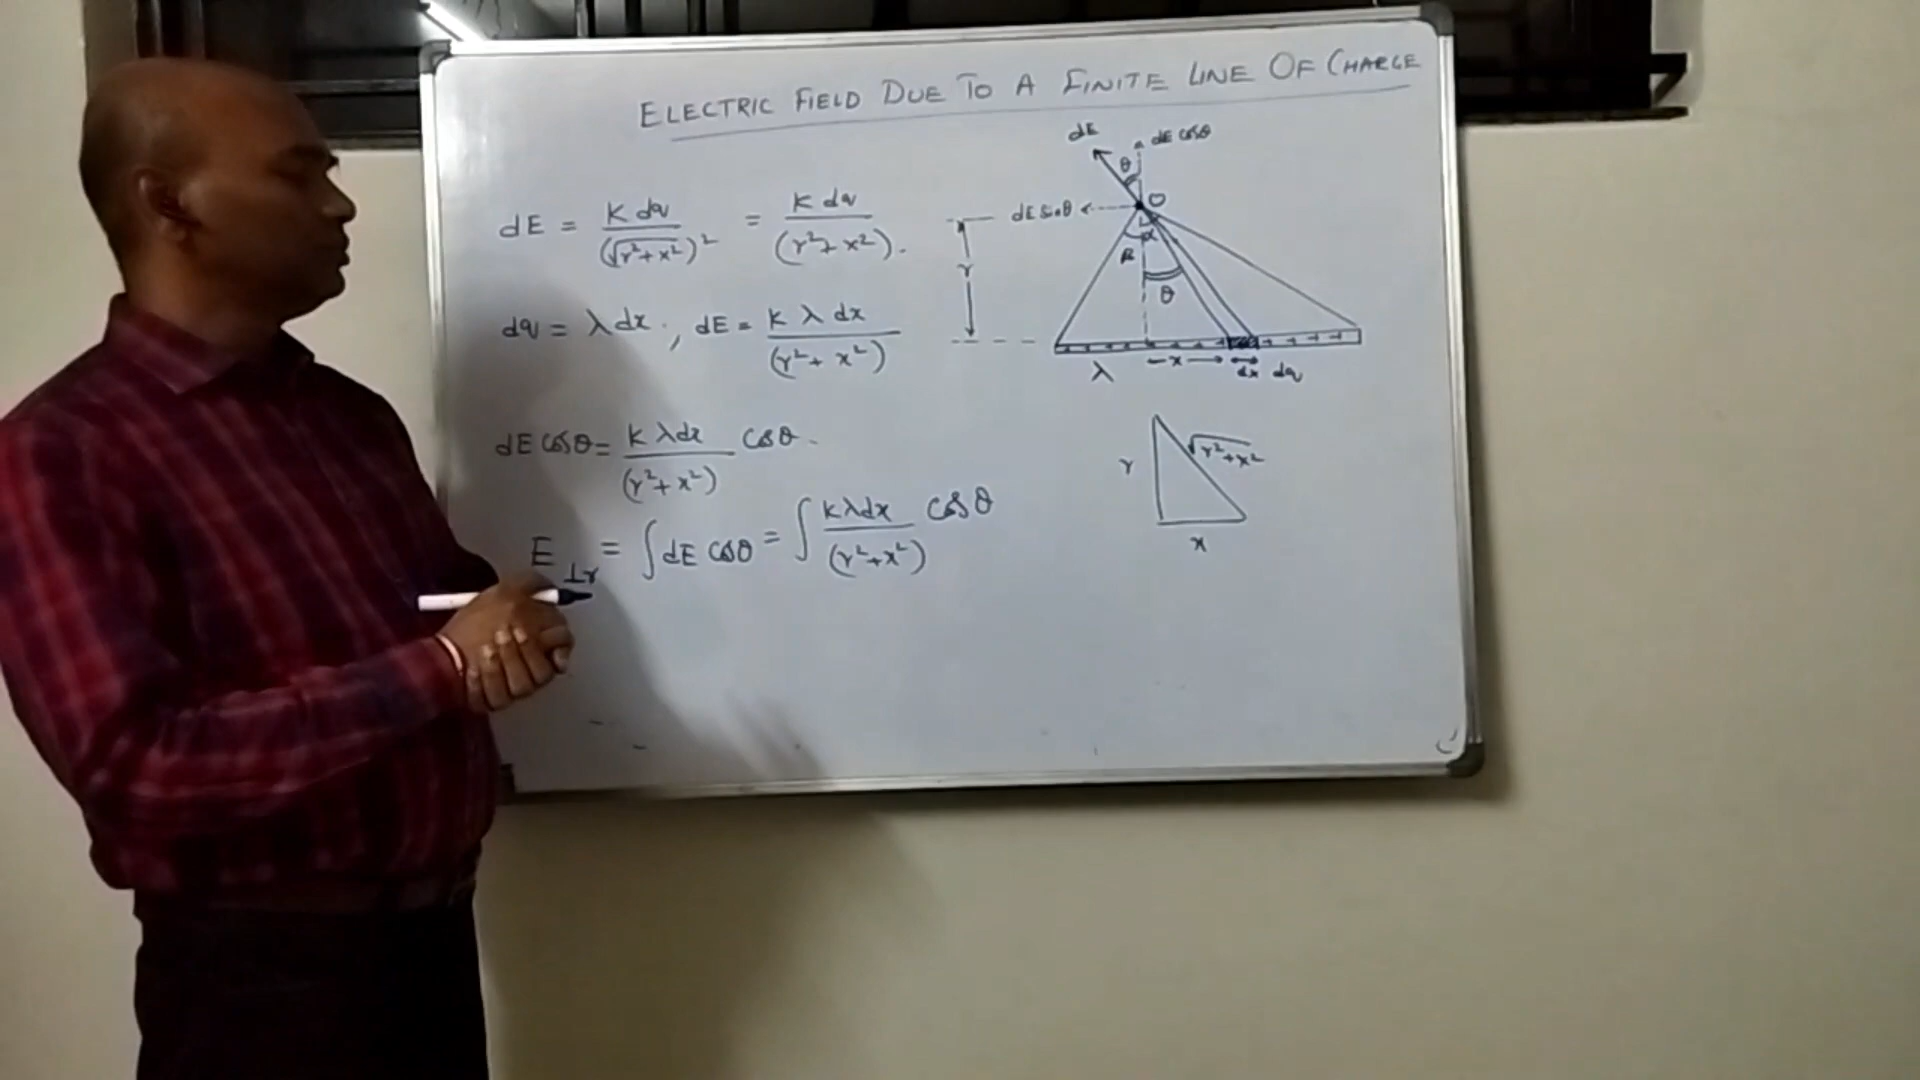 ELECTRIC FIELD DUE TO A FINITE LINE OF CHARGE
dE = K dq / (√r²+x²)² = K dq / (r²+x²).
dq = λdx. , dE = K λ dx / (r²+x²)
dE cosθ = K λdx / (r²+x²) cosθ.
E⊥r = ∫dE cosθ = ∫ Kλdx / (r²+x²) cosθ
dE
θ
dE cosθ
dE sinθ
O
α
β
r
θ
λ
x
dx
dq
r
√r²+x²
x